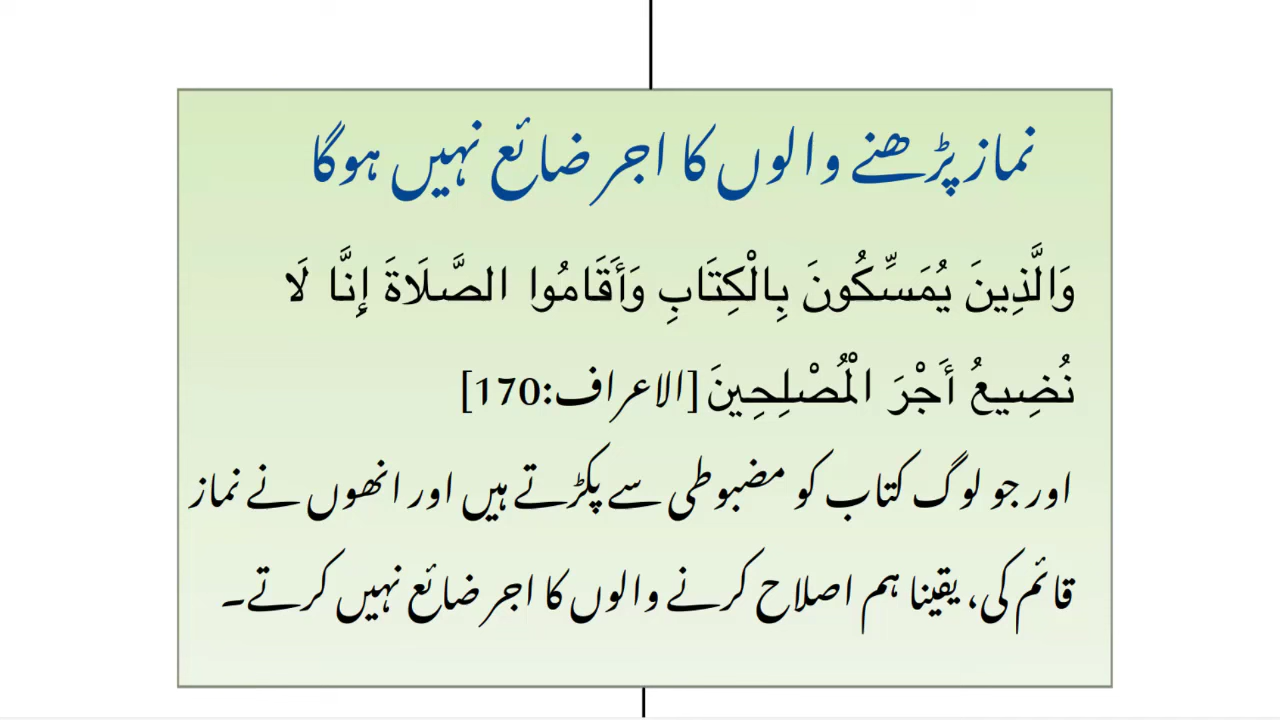 نماز پڑھنے والوں کا اجر ضائع نہیں ہوگا
وَالَّذِينَ يُمَسِّكُونَ بِالْكِتَابِ وَأَقَامُوا الصَّلَاةَ إِنَّا لَا
نُضِيعُ أَجْرَ الْمُصْلِحِينَ [الاعراف:170]
اور جو لوگ کتاب کو مضبوطی سے پکڑتے ہیں اور انھوں نے نماز
قائم کی، یقینا ہم اصلاح کرنے والوں کا اجر ضائع نہیں کرتے۔